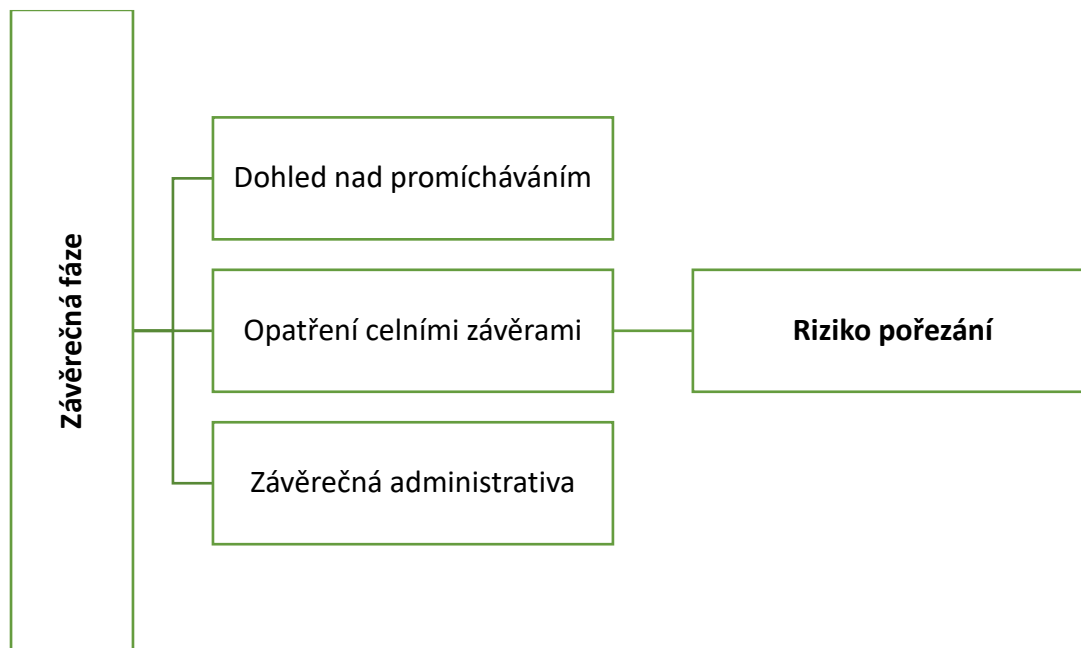 Závěrečná fáze
Dohled nad promícháváním
Opatření celními závěrami
Riziko pořezání
Závěrečná administrativa